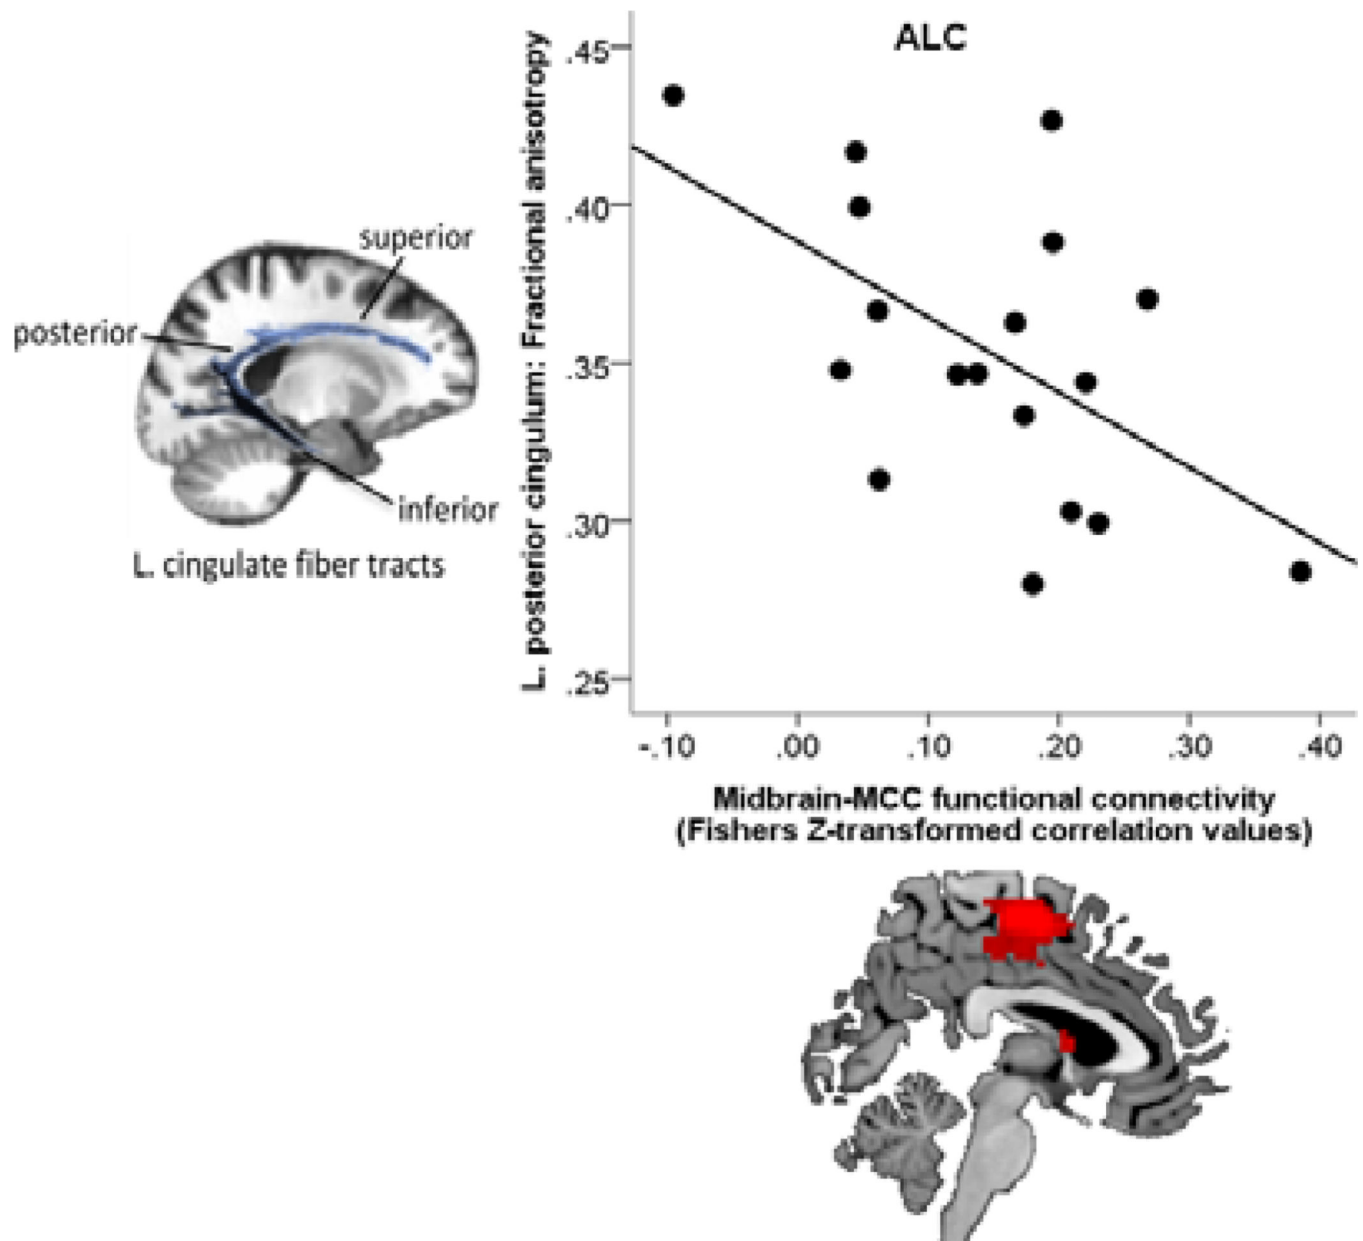 ALC
L. posterior cingulum: Fractional anisotropy
.45
.40
.35
.30
.25
-.10 .00 .10 .20 .30 .40
Midbrain-MCC functional connectivity
(Fishers Z-transformed correlation values)
superior
posterior
inferior
L. cingulate fiber tracts